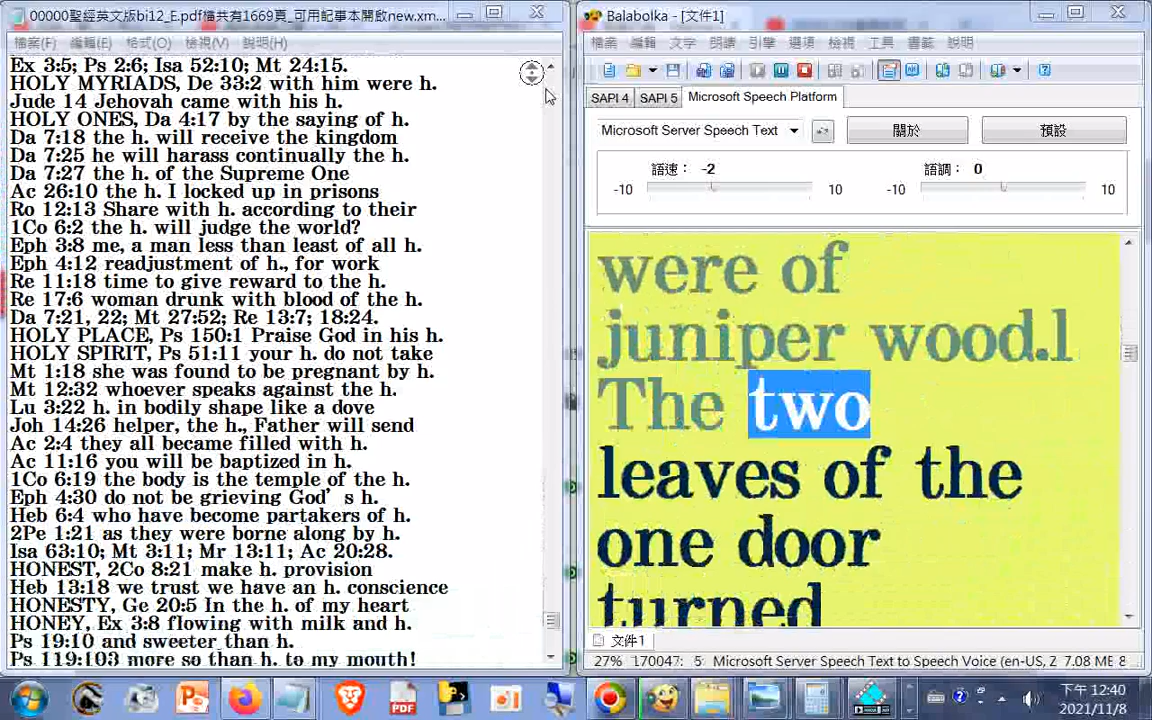 00000聖經英文版bi12_E.pdf檔共有1669頁_可用記事本開啟new.xm...
檔案(F) 編輯(E) 格式(O) 檢視(V) 說明(H)
Ex 3:5; Ps 2:6; Isa 52:10; Mt 24:15.
HOLY MYRIADS, De 33:2 with him were h.
Jude 14 Jehovah came with his h.
HOLY ONES, Da 4:17 by the saying of h.
Da 7:18 the h. will receive the kingdom
Da 7:25 he will harass continually the h.
Da 7:27 the h. of the Supreme One
Ac 26:10 the h. I locked up in prisons
Ro 12:13 Share with h. according to their
1Co 6:2 the h. will judge the world?
Eph 3:8 me, a man less than least of all h.
Eph 4:12 readjustment of h., for work
Re 11:18 time to give reward to the h.
Re 17:6 woman drunk with blood of the h.
Da 7:21, 22; Mt 27:52; Re 13:7; 18:24.
HOLY PLACE, Ps 150:1 Praise God in his h.
HOLY SPIRIT, Ps 51:11 your h. do not take
Mt 1:18 she was found to be pregnant by h.
Mt 12:32 whoever speaks against the h.
Lu 3:22 h. in bodily shape like a dove
Joh 14:26 helper, the h., Father will send
Ac 2:4 they all became filled with h.
Ac 11:16 you will be baptized in h.
1Co 6:19 the body is the temple of the h.
Eph 4:30 do not be grieving God's h.
Heb 6:4 who have become partakers of h.
2Pe 1:21 as they were borne along by h.
Isa 63:10; Mt 3:11; Mr 13:11; Ac 20:28.
HONEST, 2Co 8:21 make h. provision
Heb 13:18 we trust we have an h. conscience
HONESTY, Ge 20:5 In the h. of my heart
HONEY, Ex 3:8 flowing with milk and h.
Ps 19:10 and sweeter than h.
Ps 119:103 more so than h. to my mouth!
Balabolka - [文件1]
檔案 編輯 文字 朗讀 引擎 選項 檢視 工具 書籤 說明
SAPI 4 SAPI 5 Microsoft Speech Platform
Microsoft Server Speech Text 關於 預設
語速： -2 語調： 0
-10 10 -10 10
were of
juniper wood.l
The two
leaves of the
one door
turned
文件1
27% 170047: 5 Microsoft Server Speech Text to Speech Voice (en-US, Z 7.08 MB 8
PDF
下午 12:40
2021/11/8